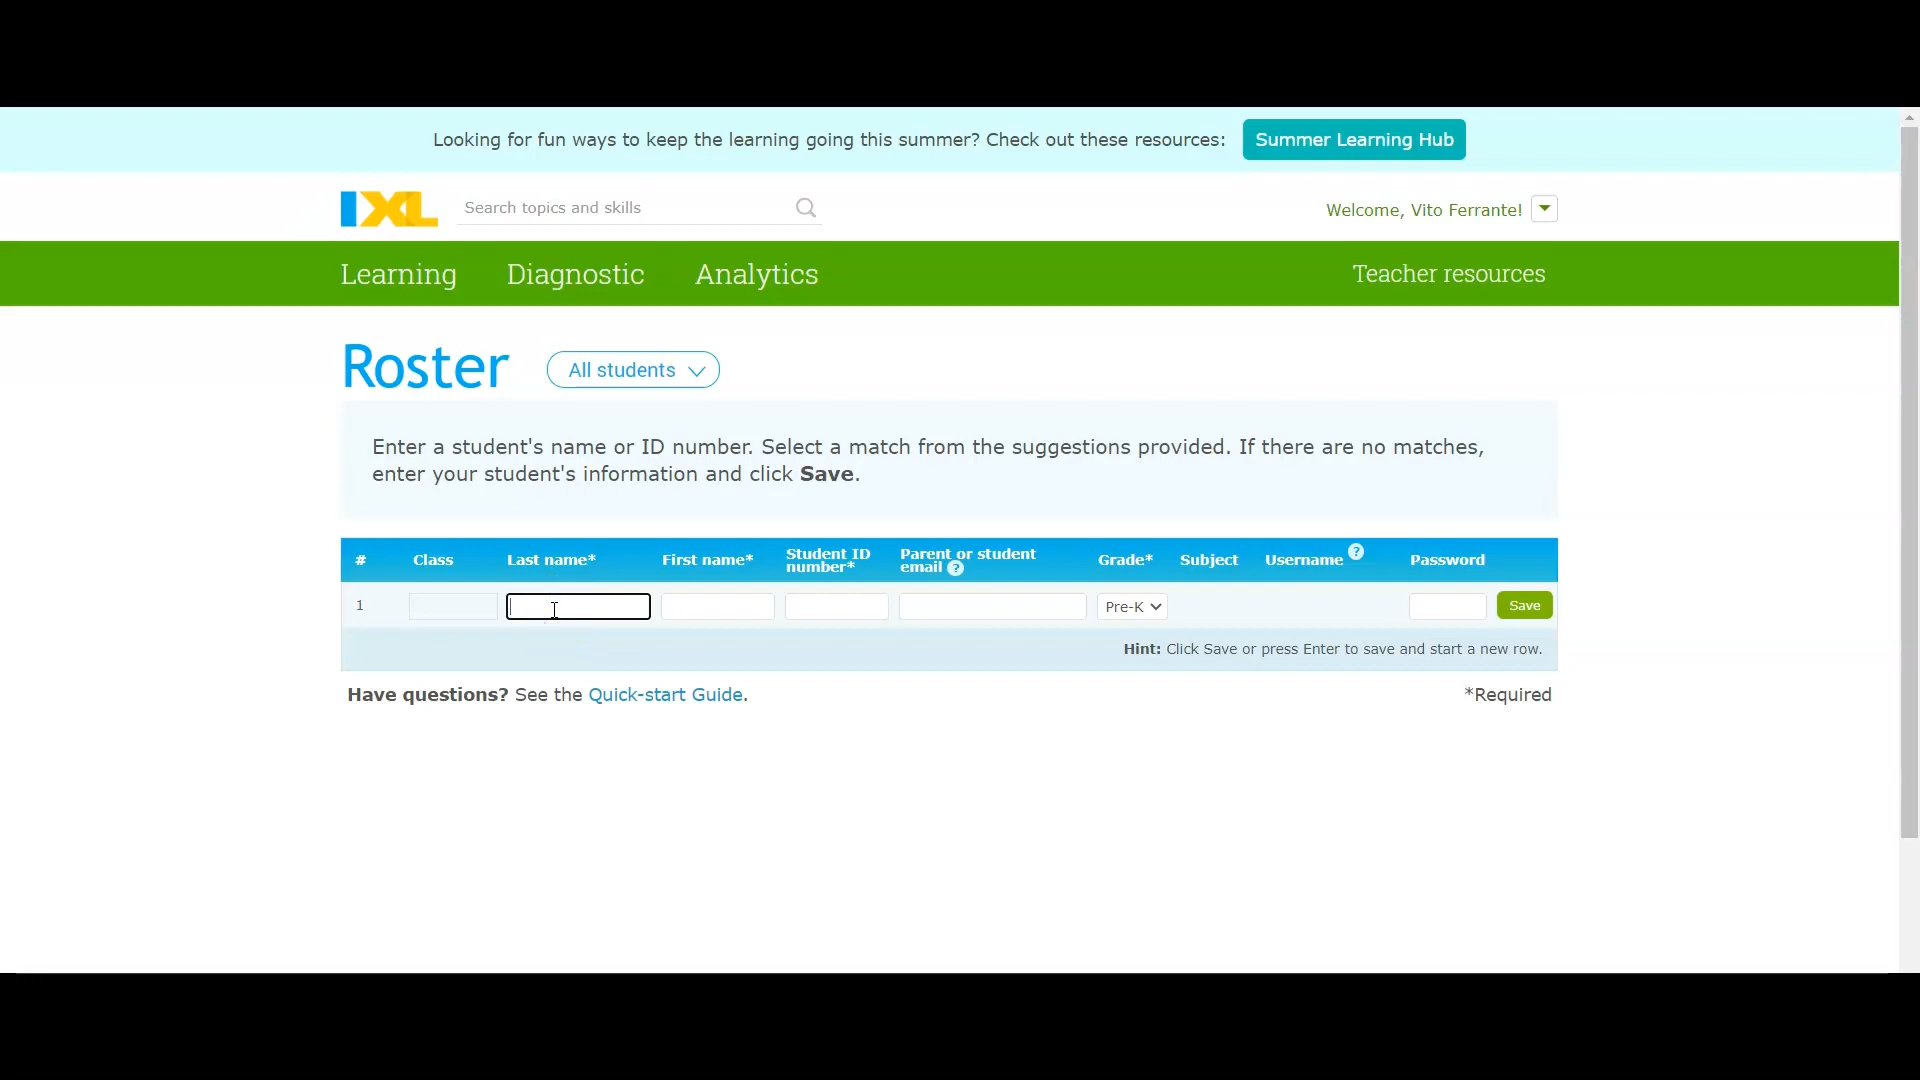 Looking for fun ways to keep the learning going this summer? Check out these resources: Summer Learning Hub
IXL Search topics and skills Welcome, Vito Ferrante!
Learning Diagnostic Analytics Teacher resources
Roster All students
Enter a student's name or ID number. Select a match from the suggestions provided. If there are no matches,
enter your student's information and click Save.
# Class Last name* First name* Student ID number* Parent or student email ? Grade* Subject Username ? Password
1 Pre-K Save
Hint: Click Save or press Enter to save and start a new row.
Have questions? See the Quick-start Guide. *Required